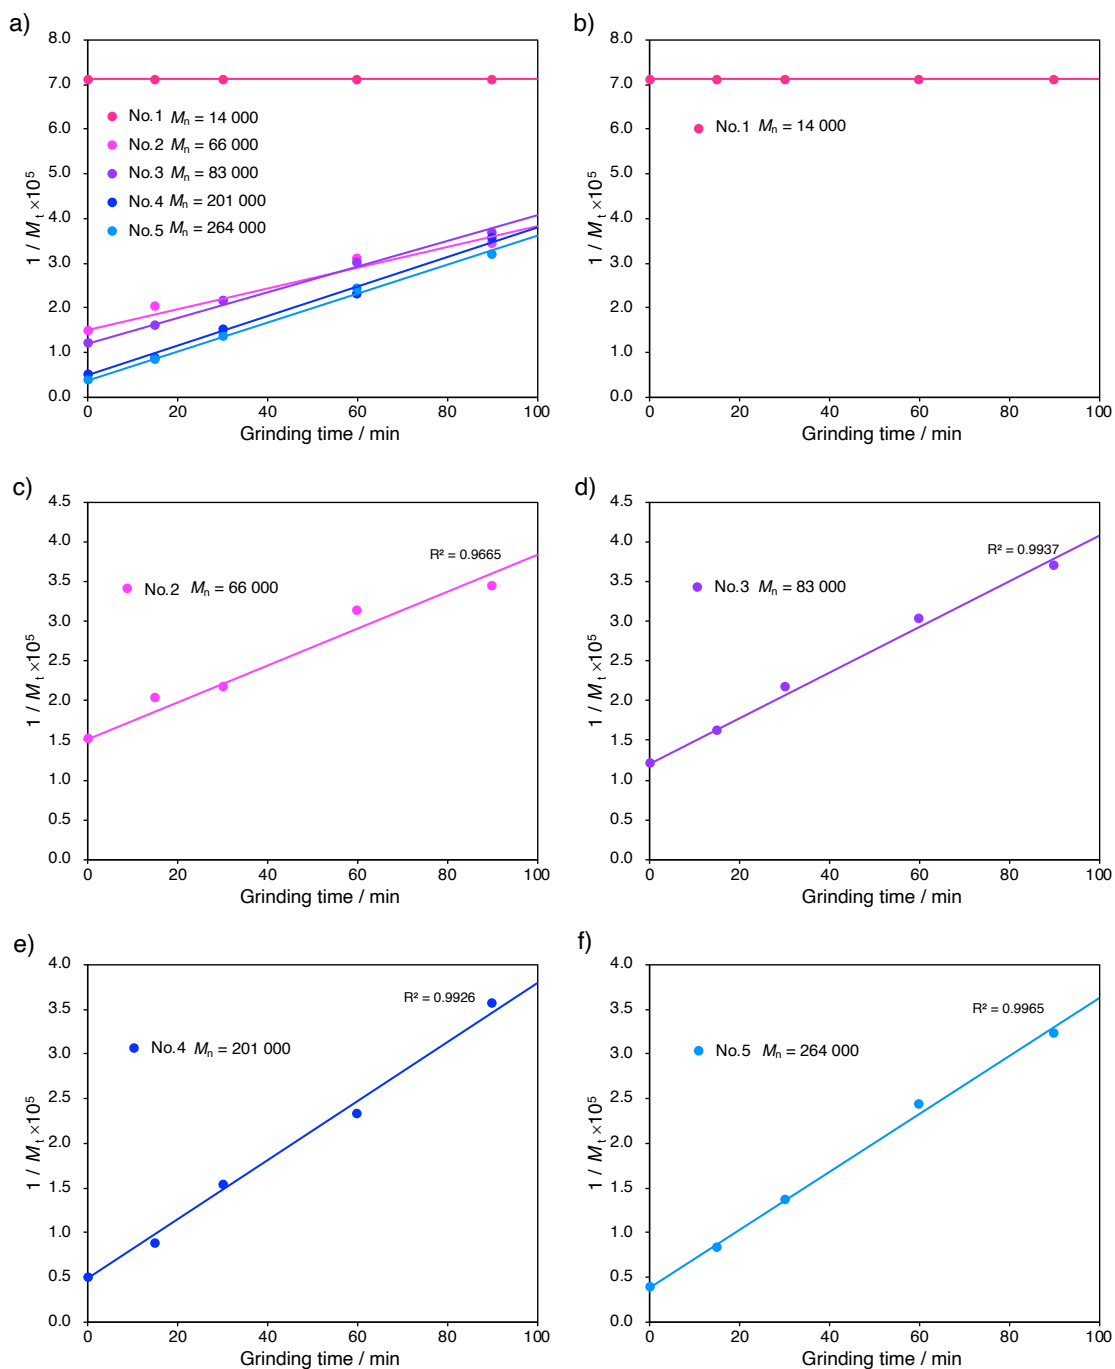 a)
8.0
7.0
6.0
5.0
4.0
3.0
2.0
1.0
0.0
1 / Mt ×10⁵
No.1 Mn = 14 000
No.2 Mn = 66 000
No.3 Mn = 83 000
No.4 Mn = 201 000
No.5 Mn = 264 000
0 20 40 60 80 100
Grinding time / min
b)
8.0
7.0
6.0
5.0
4.0
3.0
2.0
1.0
0.0
1 / Mt ×10⁵
No.1 Mn = 14 000
0 20 40 60 80 100
Grinding time / min
c)
4.5
4.0
3.5
3.0
2.5
2.0
1.5
1.0
0.5
0.0
1 / Mt ×10⁵
R² = 0.9665
No.2 Mn = 66 000
0 20 40 60 80 100
Grinding time / min
d)
4.5
4.0
3.5
3.0
2.5
2.0
1.5
1.0
0.5
0.0
1 / Mt ×10⁵
R² = 0.9937
No.3 Mn = 83 000
0 20 40 60 80 100
Grinding time / min
e)
4.0
3.5
3.0
2.5
2.0
1.5
1.0
0.5
0.0
1 / Mt ×10⁵
R² = 0.9926
No.4 Mn = 201 000
0 20 40 60 80 100
Grinding time / min
f)
4.0
3.5
3.0
2.5
2.0
1.5
1.0
0.5
0.0
1 / Mt ×10⁵
R² = 0.9965
No.5 Mn = 264 000
0 20 40 60 80 100
Grinding time / min